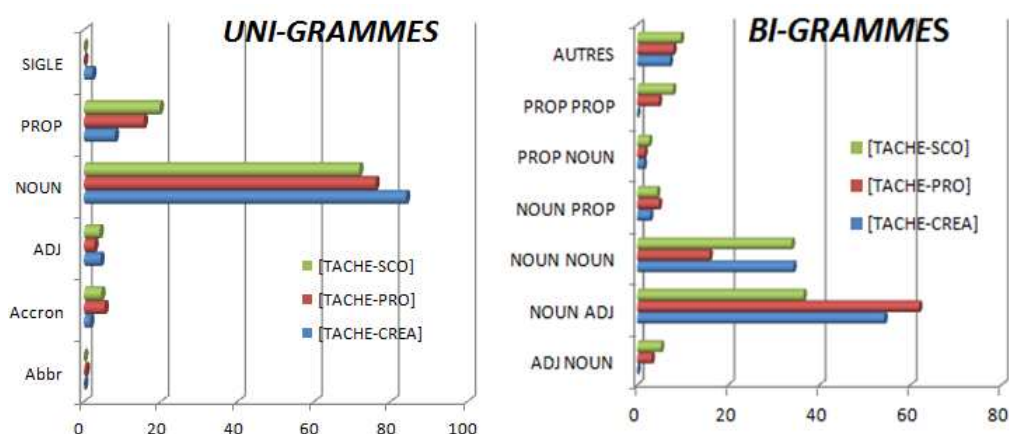 UNI-GRAMMES
SIGLE
PROP
NOUN
ADJ
Accron
Abbr
[TACHE-SCO]
[TACHE-PRO]
[TACHE-CREA]
0 20 40 60 80 100
BI-GRAMMES
AUTRES
PROP PROP
PROP NOUN
NOUN PROP
NOUN NOUN
NOUN ADJ
ADJ NOUN
[TACHE-SCO]
[TACHE-PRO]
[TACHE-CREA]
0 20 40 60 80